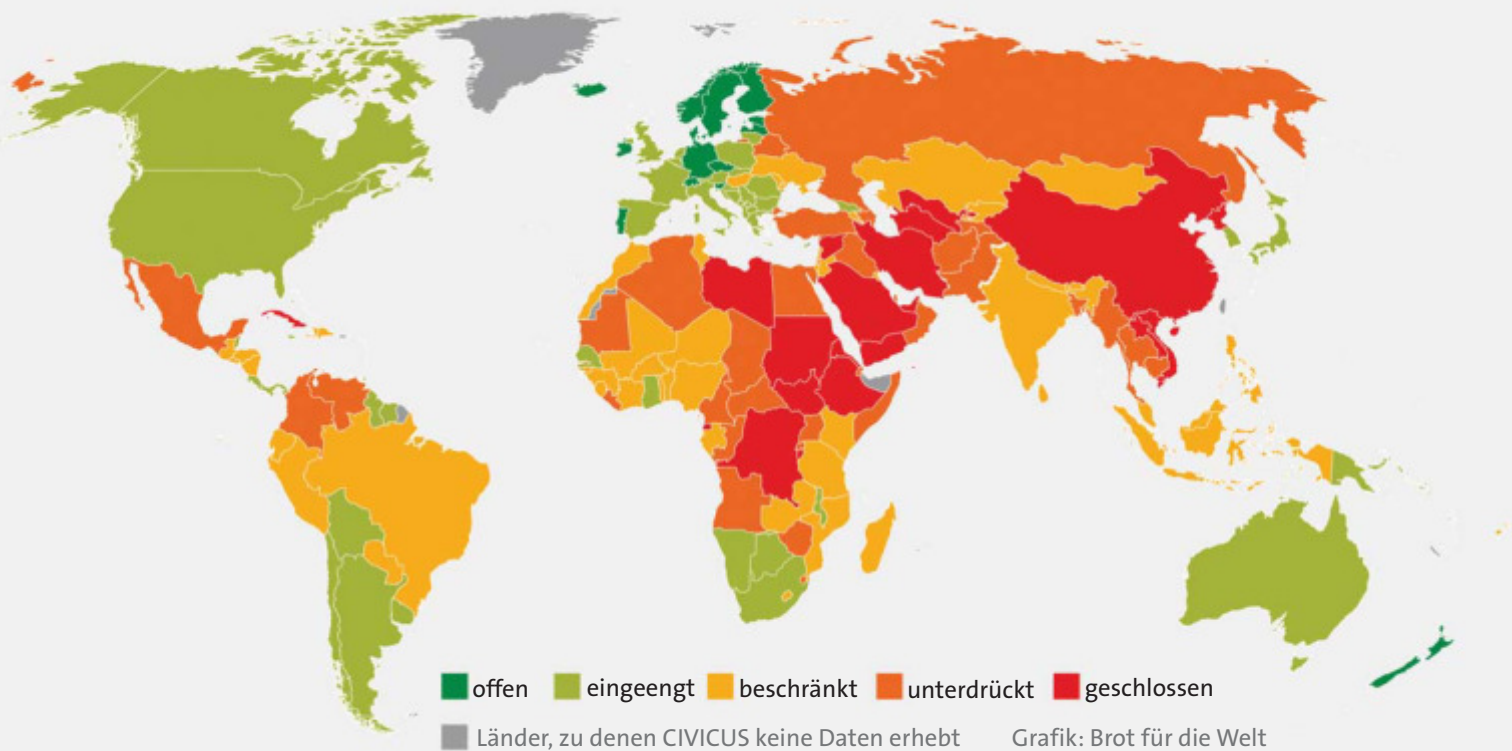 offen eingeengt beschränkt unterdrückt geschlossen
Länder, zu denen CIVICUS keine Daten erhebt Grafik: Brot für die Welt